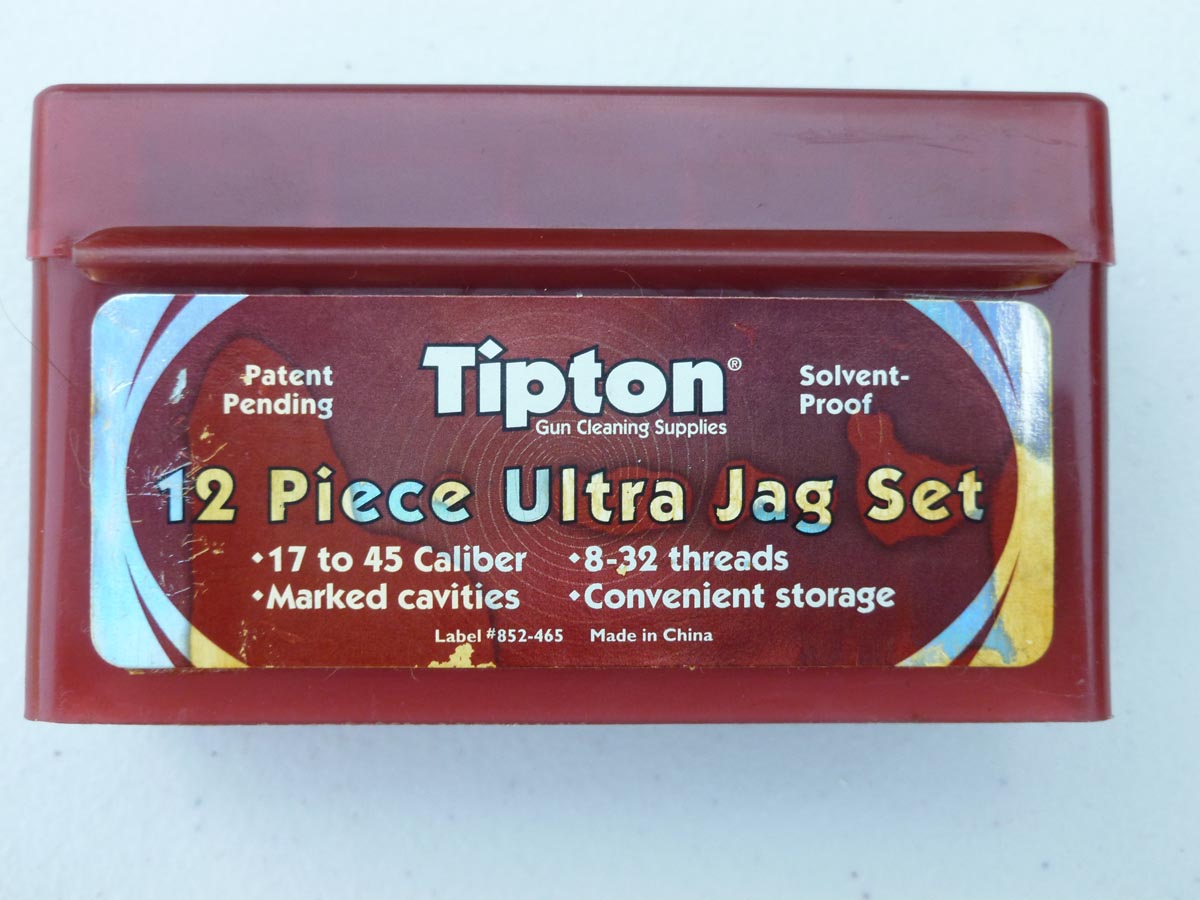 Tipton®
Gun Cleaning Supplies
Patent
Pending
Solvent-
Proof
12 Piece Ultra Jag Set
•17 to 45 Caliber
•8-32 threads
•Marked cavities
•Convenient storage
Label #852-465
Made in China